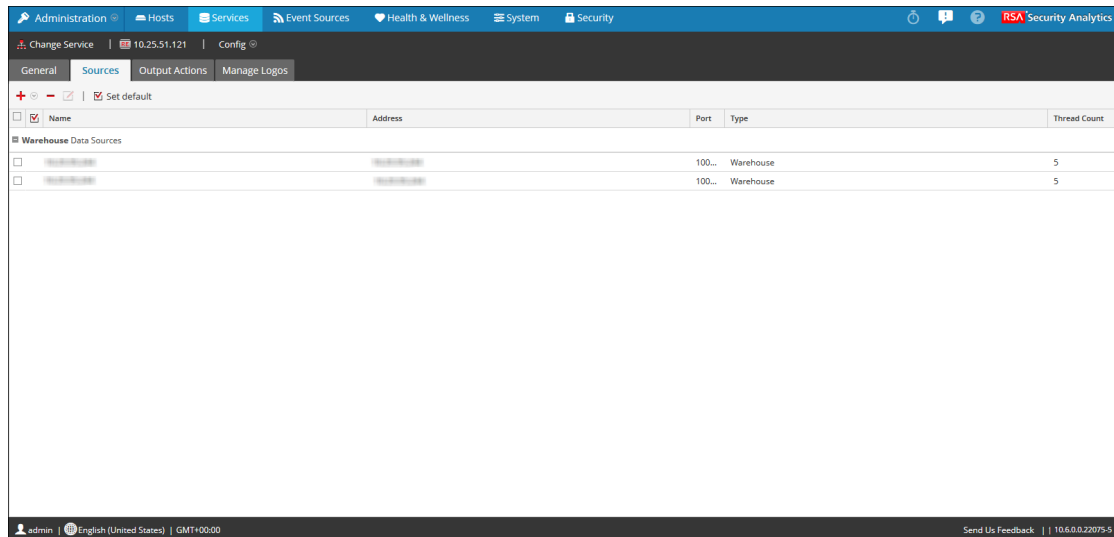 Administration Hosts Services Event Sources Health & Wellness System Security RSA Security Analytics
Change Service | 10.25.51.121 | Config
General Sources Output Actions Manage Logos
Set default
Name Address Port Type Thread Count
Warehouse Data Sources
100... Warehouse 5
100... Warehouse 5
admin | English (United States) | GMT+00:00 Send Us Feedback | | 10.6.0.0.22075-5